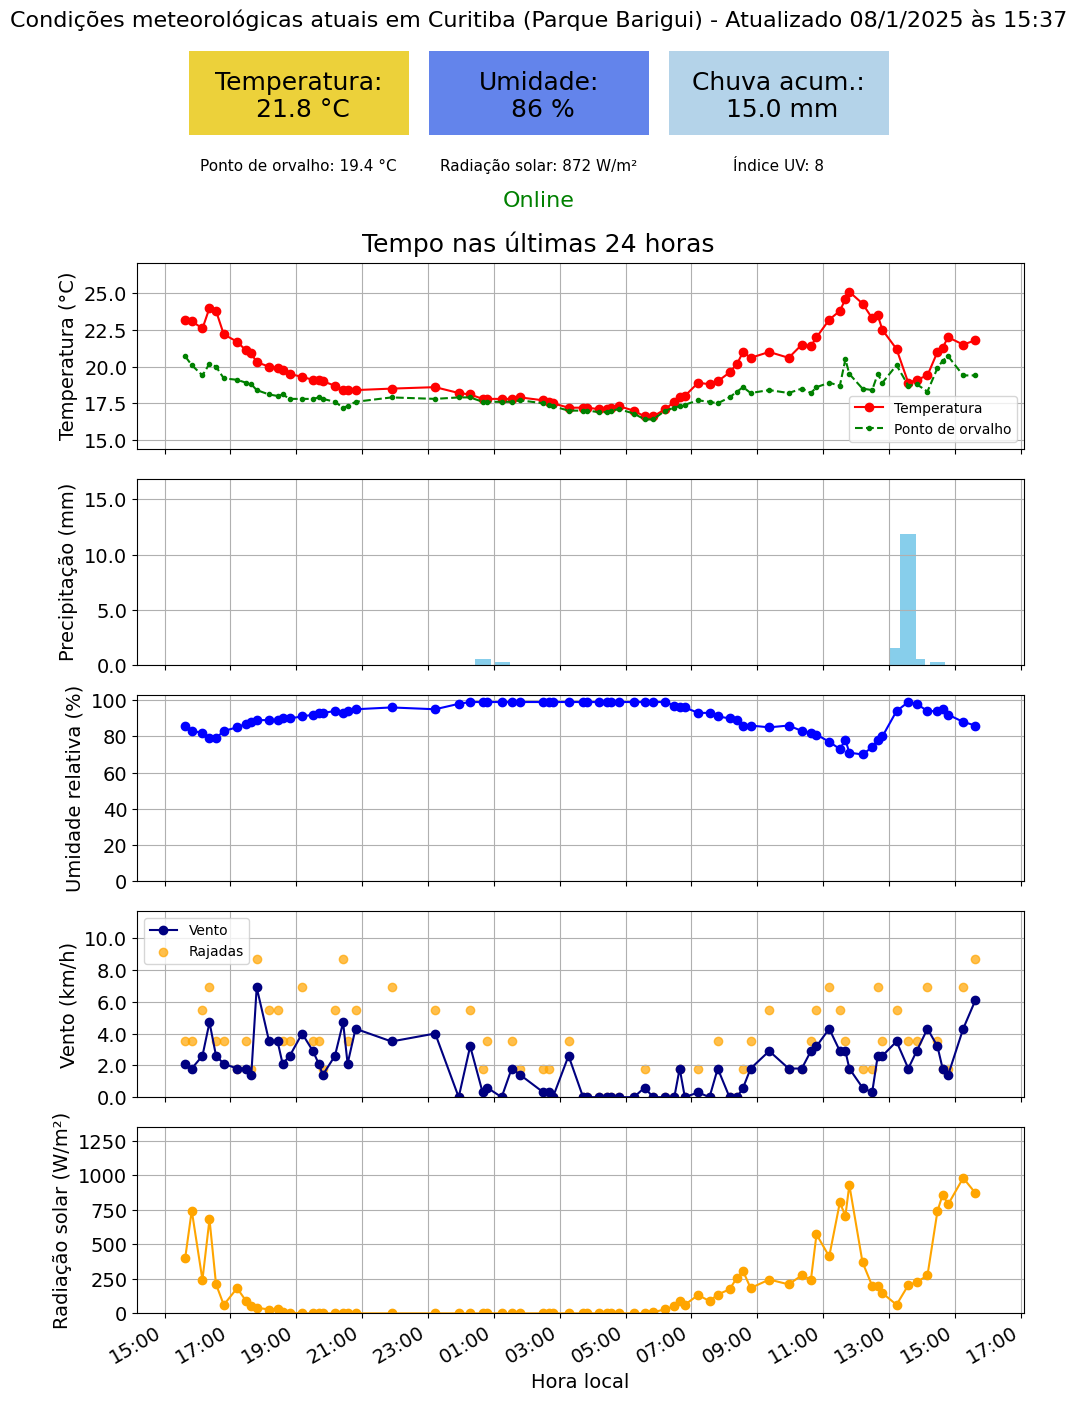 Condições meteorológicas atuais em Curitiba (Parque Barigui) - Atualizado 08/1/2025 às 15:37
Temperatura:
21.8 °C
Umidade:
86 %
Chuva acum.:
15.0 mm
Ponto de orvalho: 19.4 °C
Radiação solar: 872 W/m²
Índice UV: 8
Online
Tempo nas últimas 24 horas
Temperatura (°C)
25.0
22.5
20.0
17.5
15.0
Temperatura
Ponto de orvalho
Precipitação (mm)
15.0
10.0
5.0
0.0
Umidade relativa (%)
100
80
60
40
20
0
Vento (km/h)
10.0
8.0
6.0
4.0
2.0
0.0
Vento
Rajadas
Radiação solar (W/m²)
1250
1000
750
500
250
0
15:00
17:00
19:00
21:00
23:00
01:00
03:00
05:00
07:00
09:00
11:00
13:00
15:00
17:00
Hora local